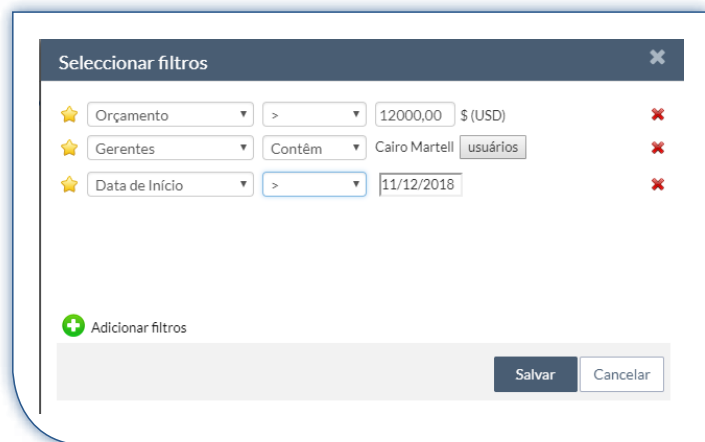 Seleccionar filtros
Orçamento > 12000,00 $ (USD)
Gerentes Contêm Cairo Martell usuários
Data de Início > 11/12/2018
Adicionar filtros
Salvar Cancelar